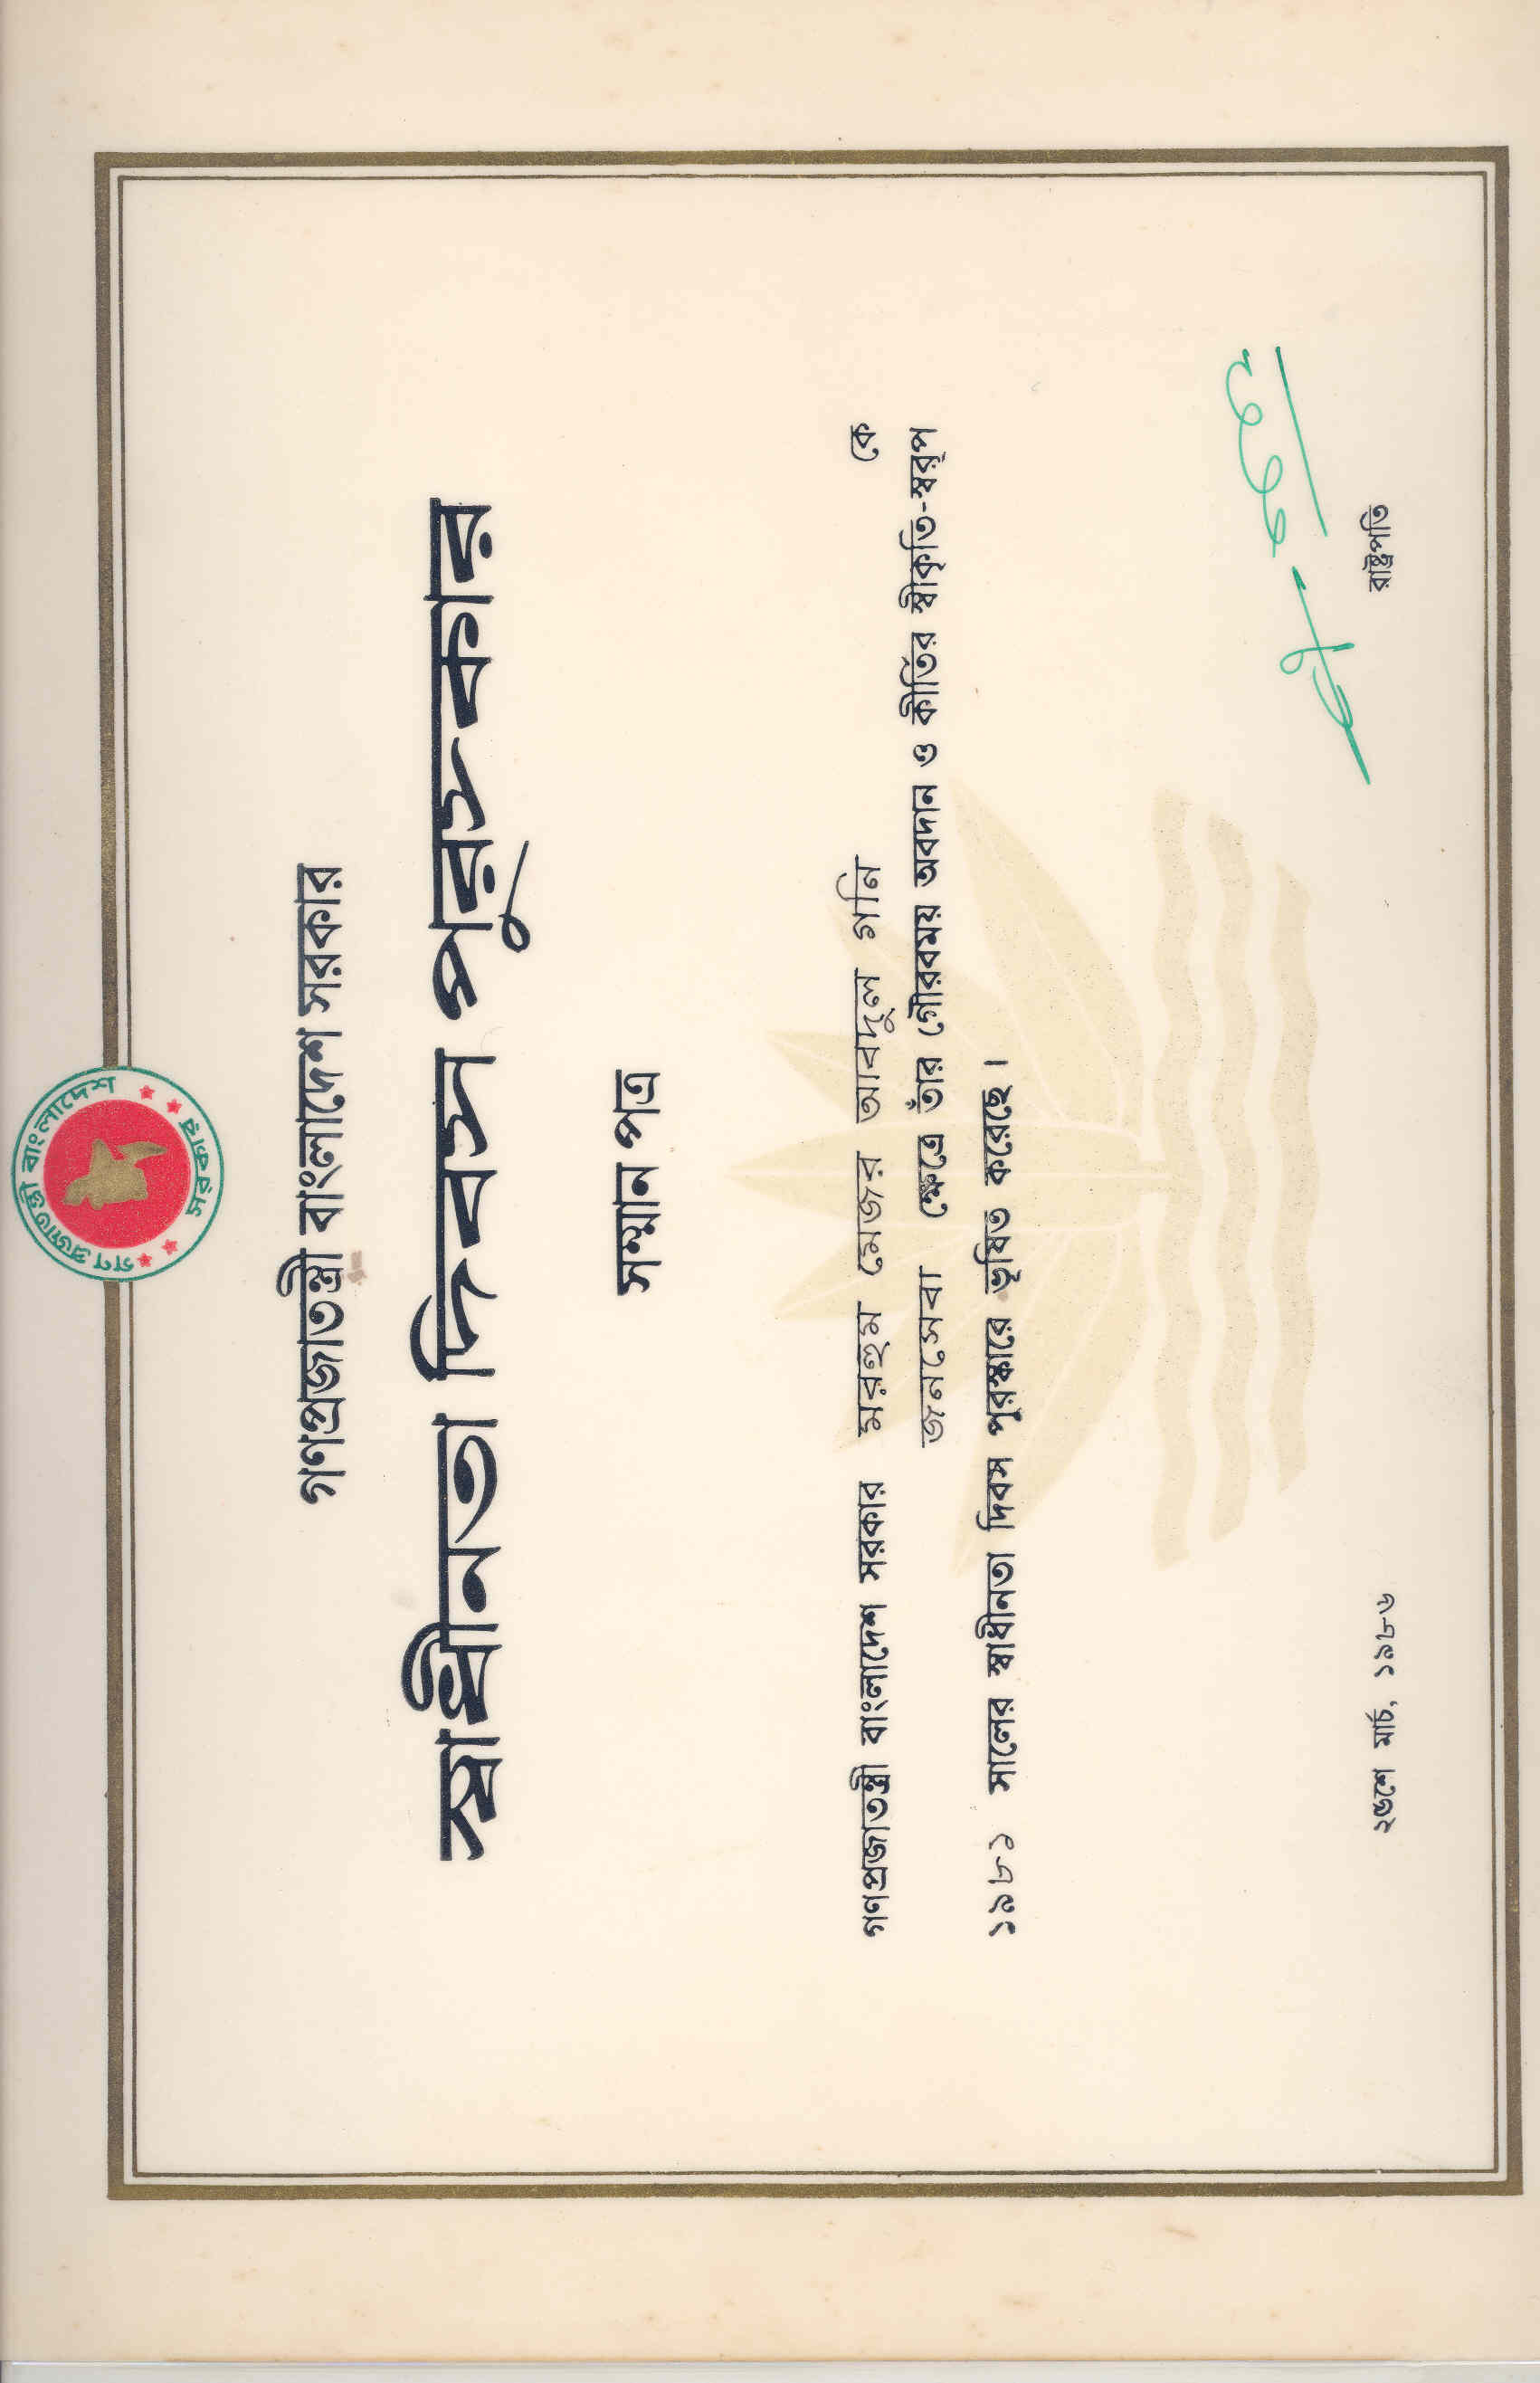 গণপ্রজাতন্ত্রী বাংলাদেশ
সরকার
গণপ্রজাতন্ত্রী বাংলাদেশ সরকার
স্বাধীনতা দিবস পুরস্কার
সম্মান পত্র
গণপ্রজাতন্ত্রী বাংলাদেশ সরকার মরহুম মেজর আবদুল গনি কে
জনসেবা ক্ষেত্রে তাঁর গৌরবময় অবদান ও কীর্তির স্বীকৃতি-স্বরূপ
১৯৮১ সালের স্বাধীনতা দিবস পুরস্কারে ভূষিত করেছে।
২৬শে মার্চ, ১৯৮৬
রাষ্ট্রপতি